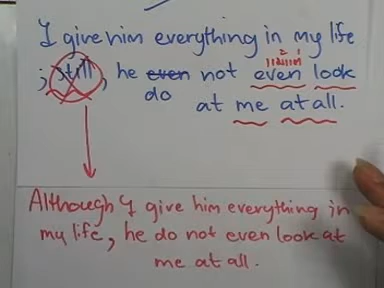 I give him everything in my life
; still, he even not even look
do at me at all.
Although I give him everything in
my life, he do not even look at
me at all.